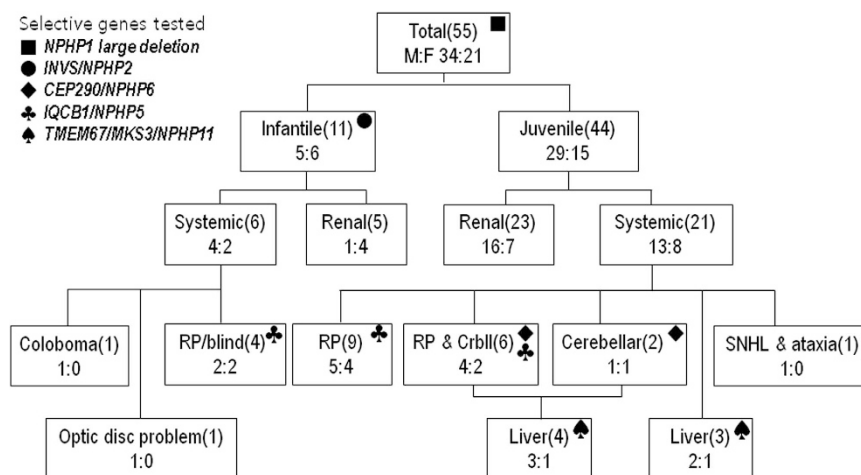 Selective genes tested
■ NPHP1 large deletion
● INVS/NPHP2
◆ CEP290/NPHP6
♣ IQCB1/NPHP5
♠ TMEM67/MKS3/NPHP11
Total(55)
M:F 34:21
Infantile(11)
5:6
Juvenile(44)
29:15
Systemic(6)
4:2
Renal(5)
1:4
Renal(23)
16:7
Systemic(21)
13:8
Coloboma(1)
1:0
RP/blind(4)
2:2
RP(9)
5:4
RP & Crbll(6)
4:2
Cerebellar(2)
1:1
SNHL & ataxia(1)
1:0
Optic disc problem(1)
1:0
Liver(4)
3:1
Liver(3)
2:1